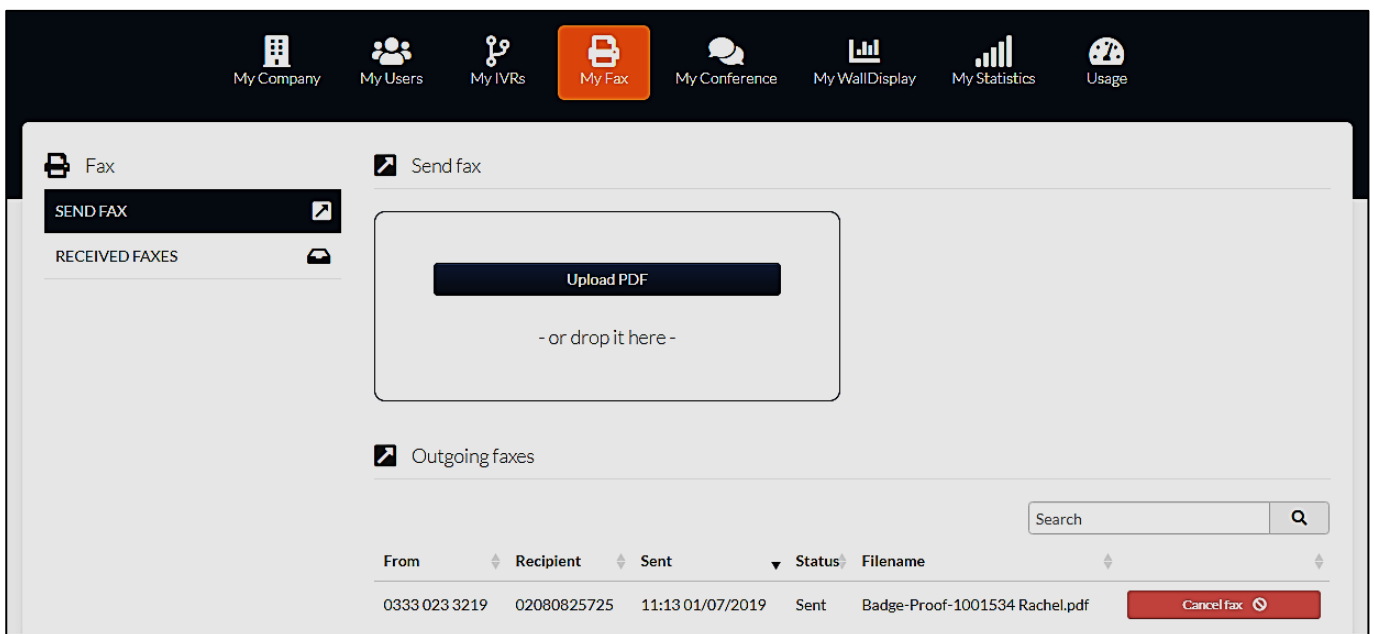 My Company My Users My IVRs My Fax My Conference My WallDisplay My Statistics Usage
Fax
SEND FAX
RECEIVED FAXES
Send fax
Upload PDF
- or drop it here -
Outgoing faxes
Search
From Recipient Sent Status Filename
0333 023 3219 02080825725 11:13 01/07/2019 Sent Badge-Proof-1001534 Rachel.pdf Cancel fax